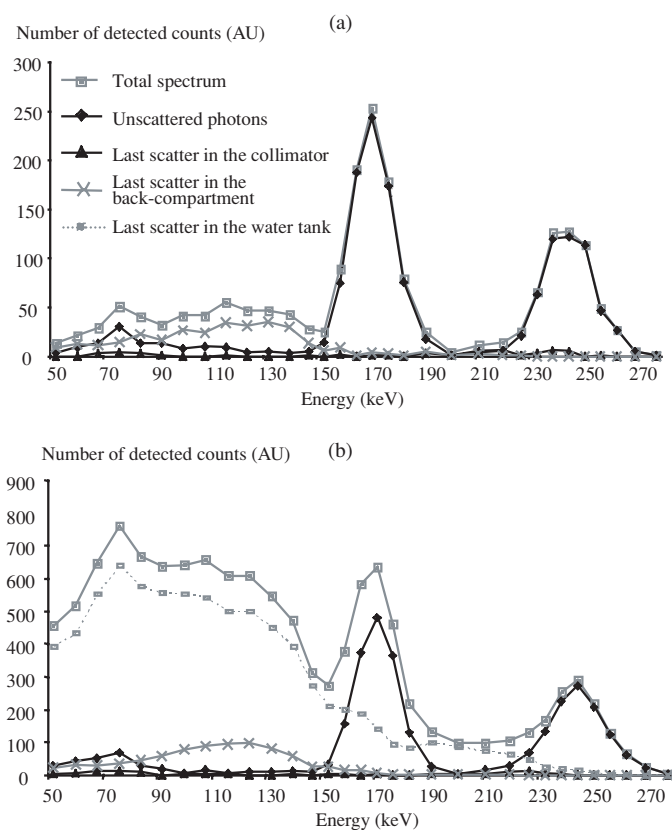 (a)
Number of detected counts (AU)
300
250
200
150
100
50
0
Total spectrum
Unscattered photons
Last scatter in the collimator
Last scatter in the
back-compartment
Last scatter in the water tank
50 70 90 110 130 150 170 190 210 230 250 270
Energy (keV)
(b)
Number of detected counts (AU)
900
800
700
600
500
400
300
200
100
0
50 70 90 110 130 150 170 190 210 230 250 270
Energy (keV)